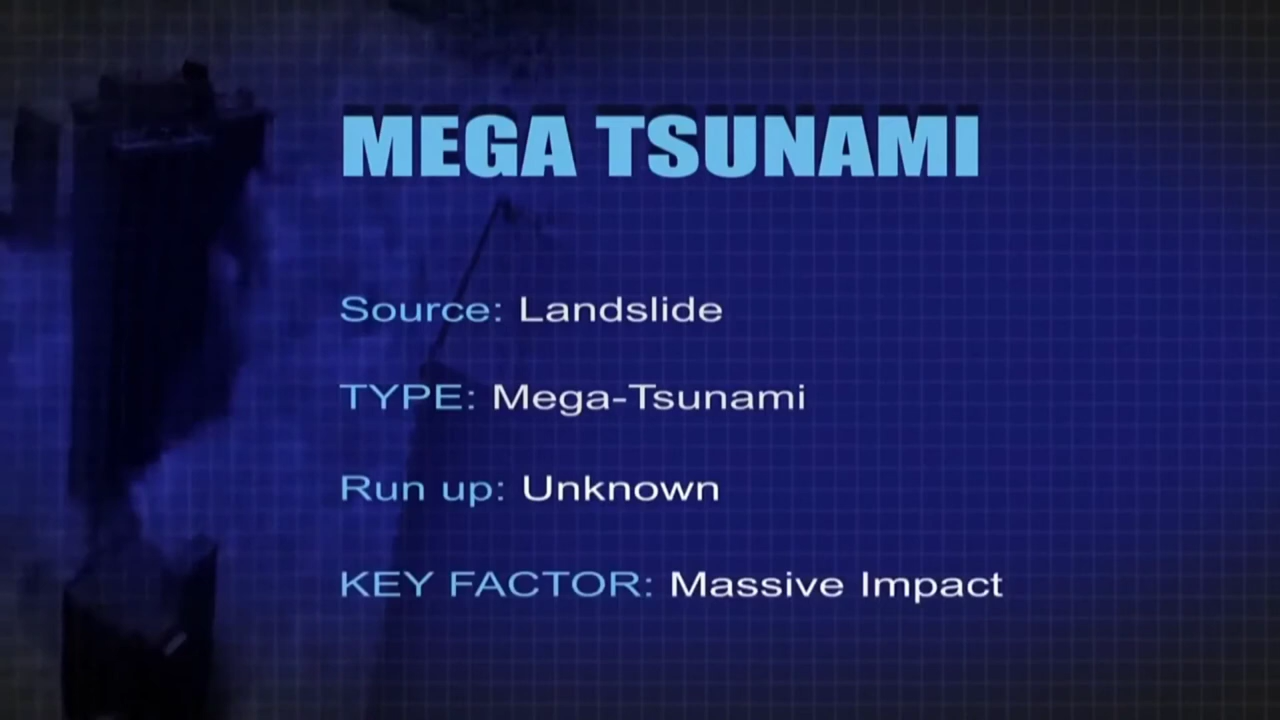 MEGA TSUNAMI
Source: Landslide
TYPE: Mega-Tsunami
Run up: Unknown
KEY FACTOR: Massive Impact